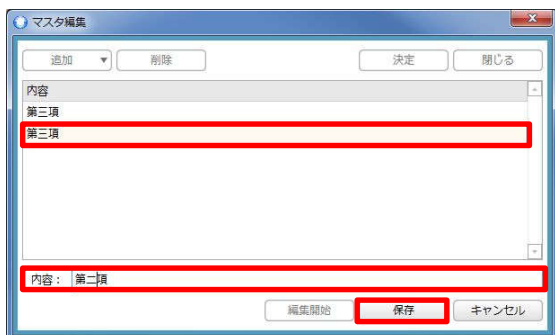 マスタ編集
追加 ▼ 削除 決定 閉じる
内容
第三項
第三項
内容： 第二項
編集開始 保存 キャンセル